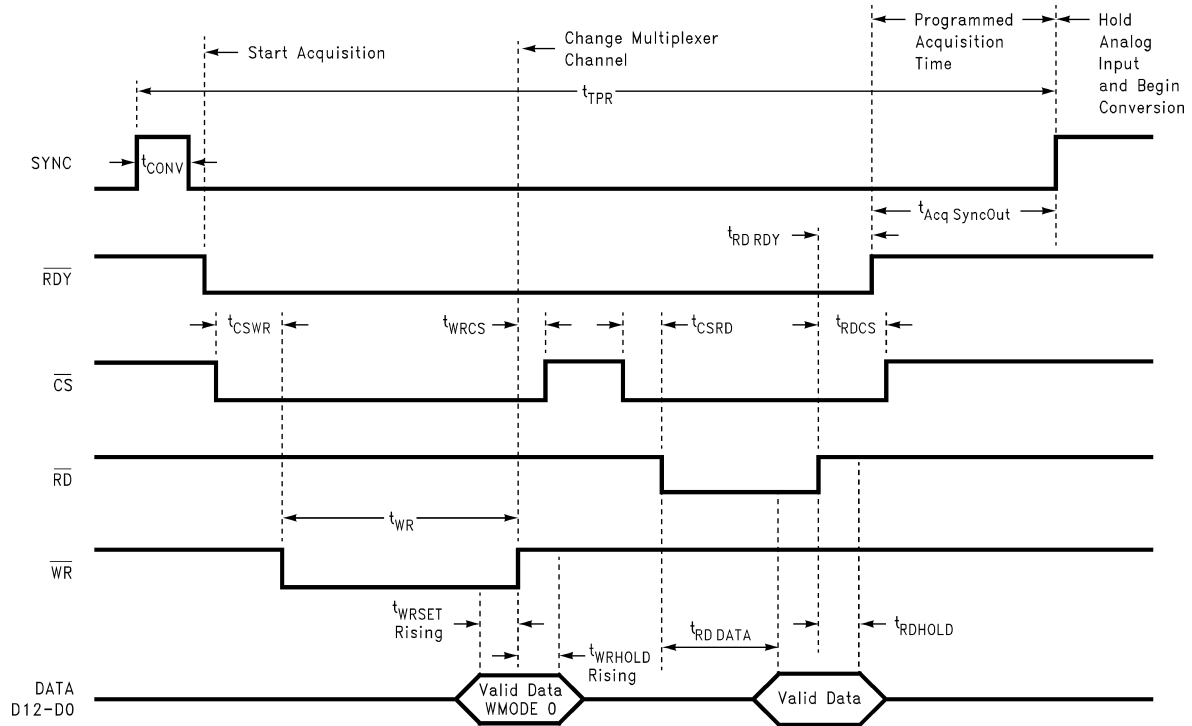 Start Acquisition
Change Multiplexer
Channel
Programmed
Acquisition
Time
Hold
Analog
Input
and Begin
Conversion
tTPR
SYNC
tCONV
tAcq SyncOut
tRD RDY
RDY
tCSWR
tWRCS
tCSRD
tRDCS
CS
RD
tWR
WR
tWRSET
Rising
tWRHOLD
Rising
tRD DATA
tRDHOLD
DATA
D12-D0
Valid Data
WMODE 0
Valid Data